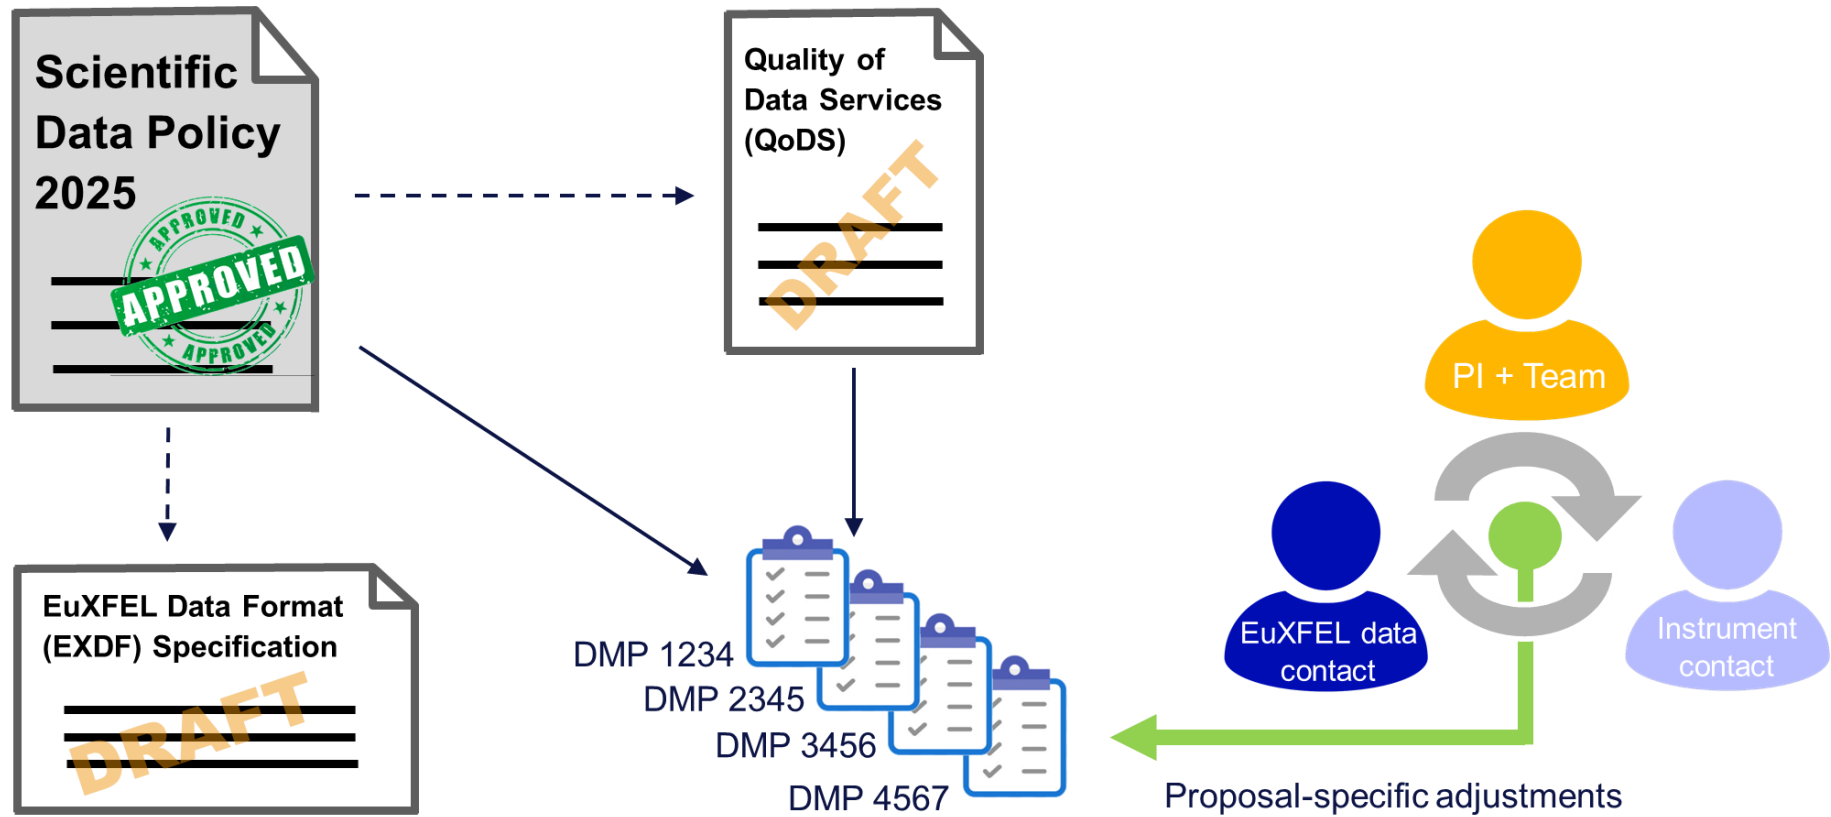 Scientific
Data Policy
2025
APPROVED
APPROVED
APPROVED
Quality of
Data Services
(QoDS)
DRAFT
EuXFEL Data Format
(EXDF) Specification
DRAFT
DMP 1234
DMP 2345
DMP 3456
DMP 4567
PI + Team
EuXFEL data
contact
Instrument
contact
Proposal-specific adjustments